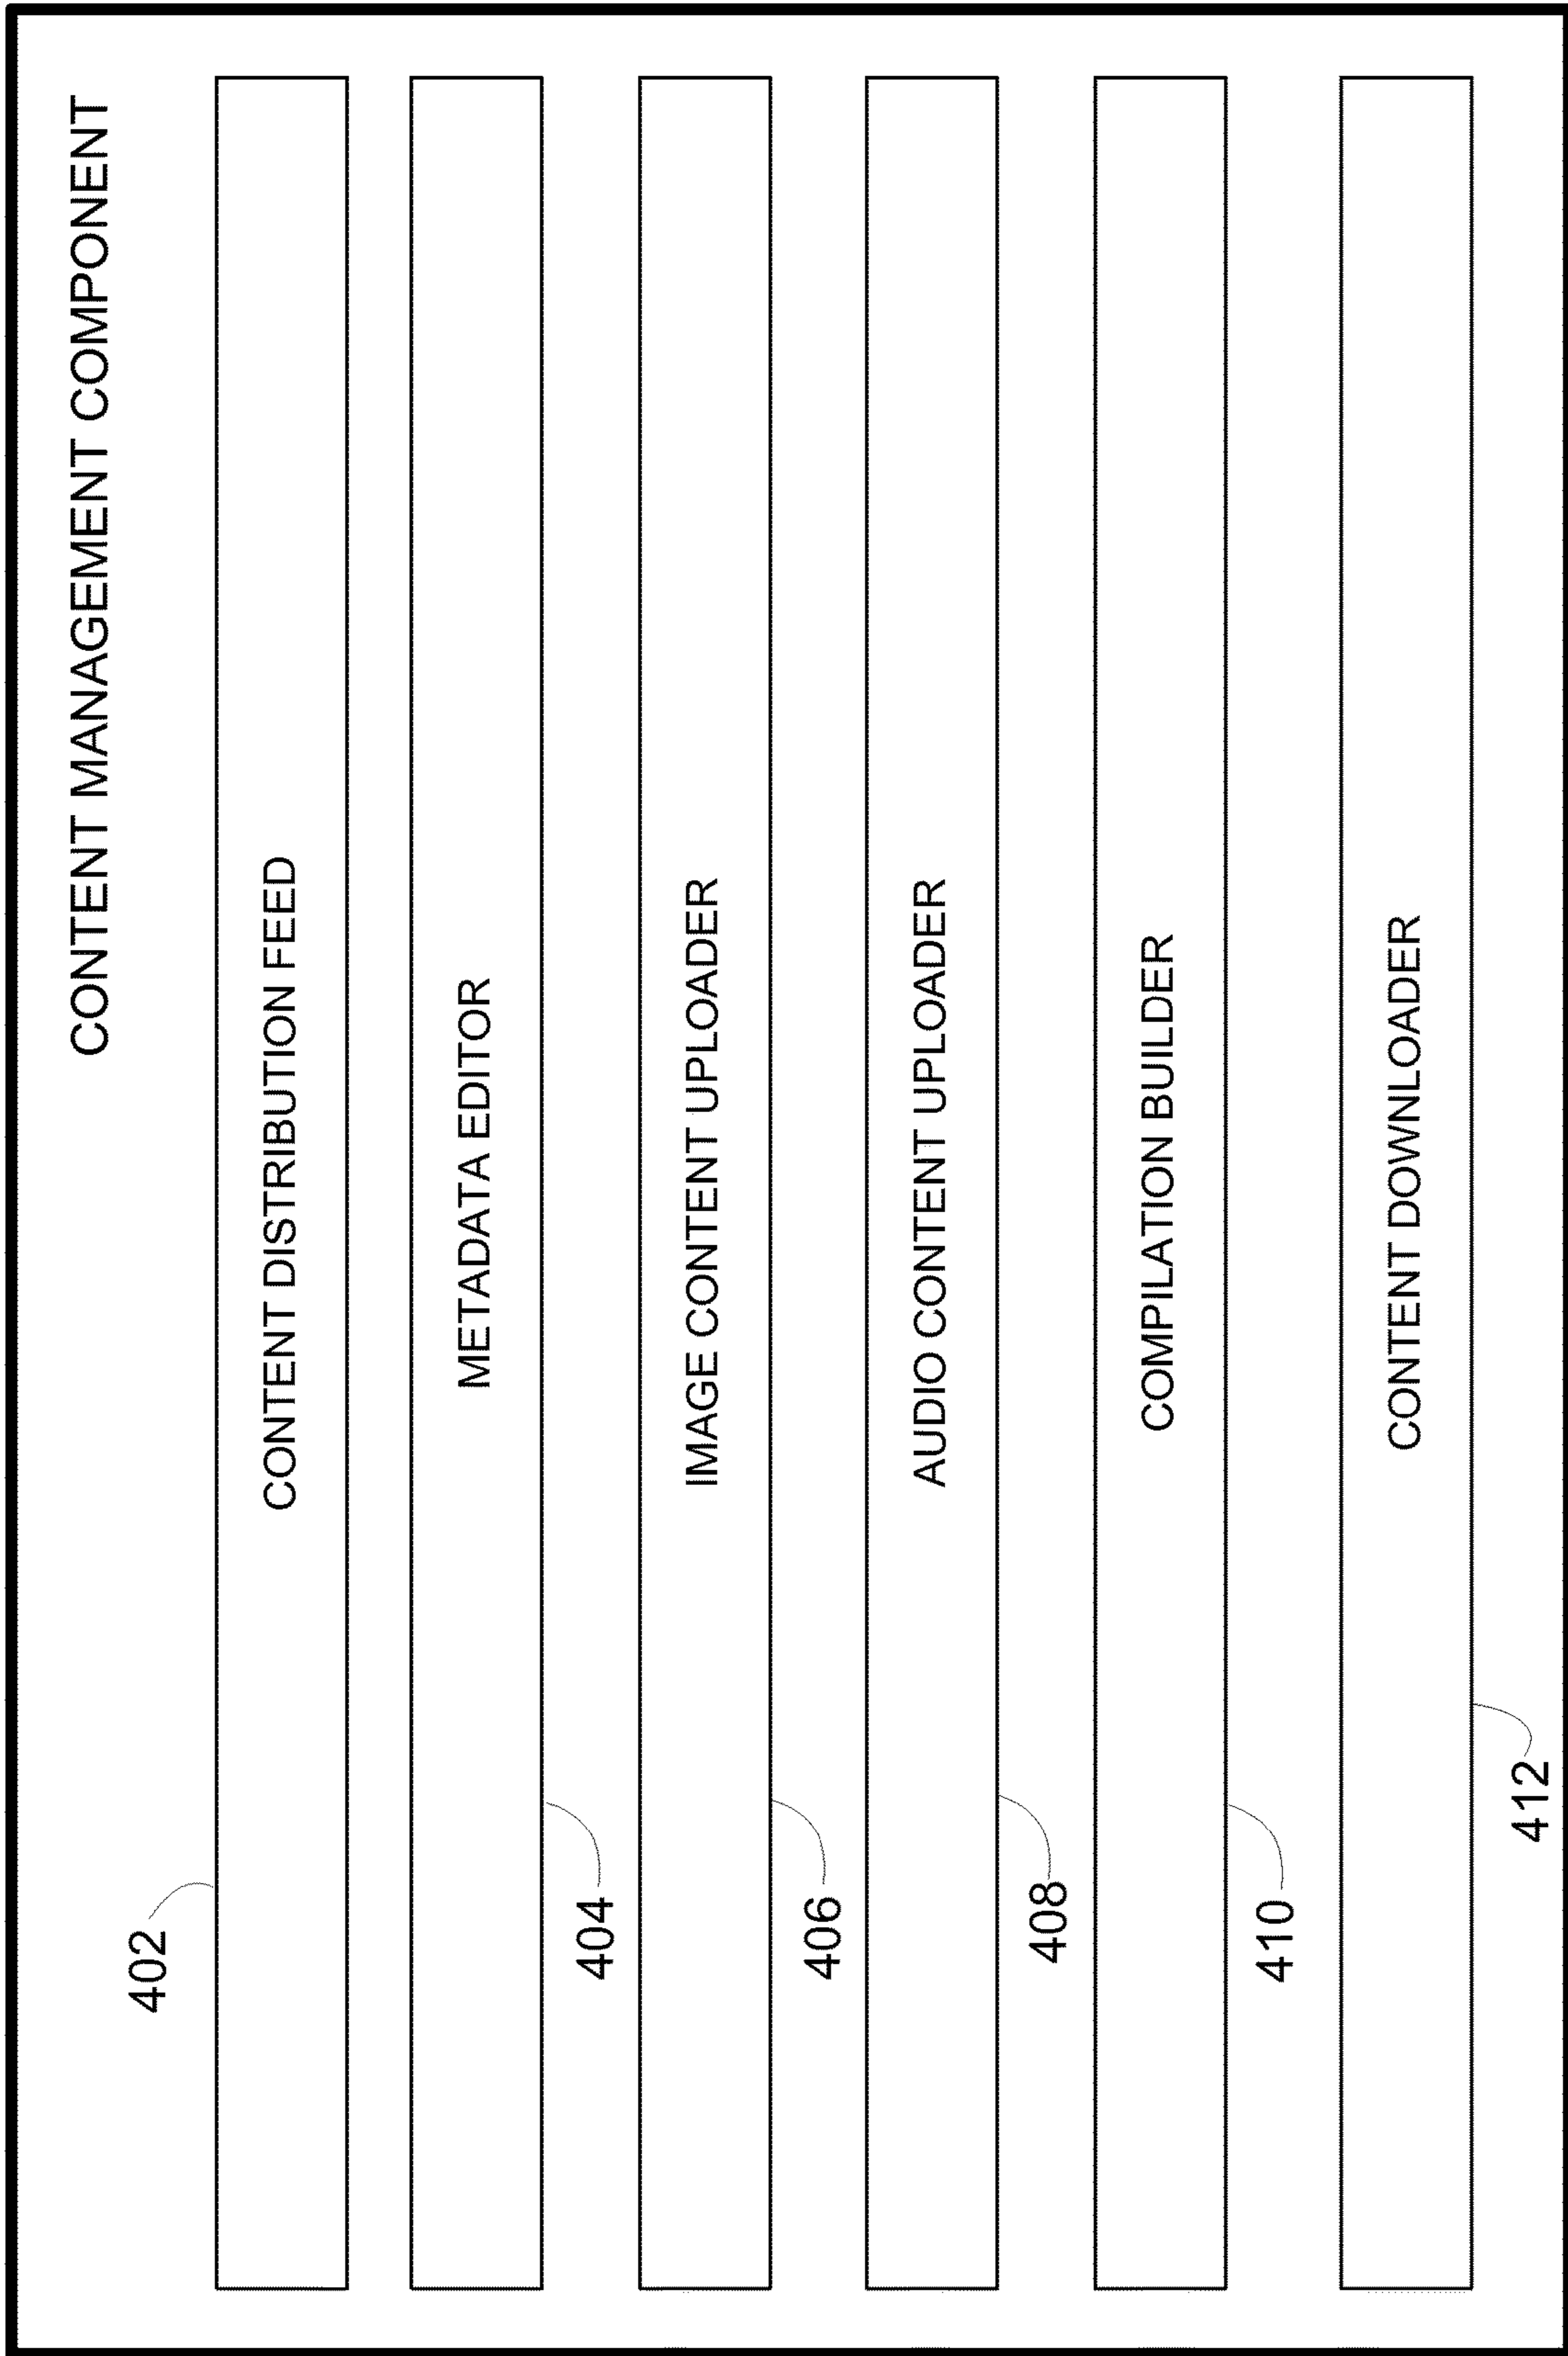 CONTENT MANAGEMENT COMPONENT
402
CONTENT DISTRIBUTION FEED
METADATA EDITOR
404
IMAGE CONTENT UPLOADER
406
AUDIO CONTENT UPLOADER
408
COMPILATION BUILDER
410
CONTENT DOWNLOADER
412